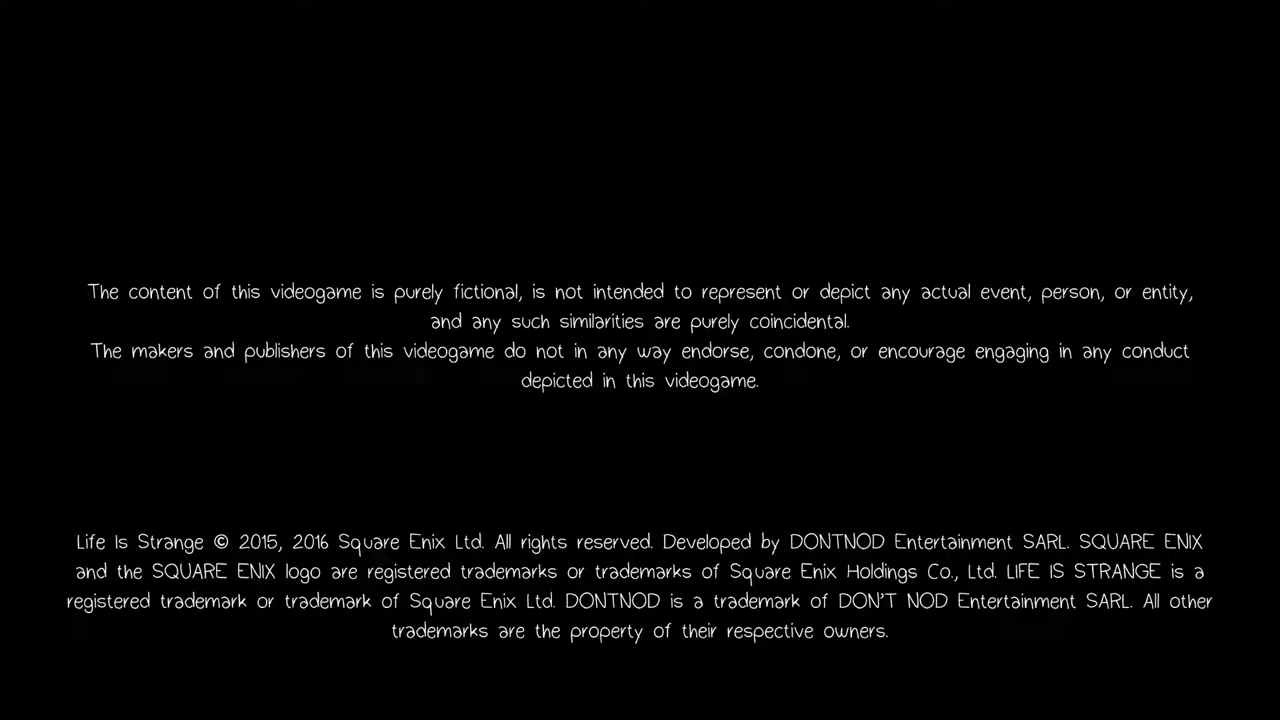 The content of this videogame is purely fictional, is not intended to represent or depict any actual event, person, or entity,
and any such similarities are purely coincidental.
The makers and publishers of this videogame do not in any way endorse, condone, or encourage engaging in any conduct
depicted in this videogame.
Life Is Strange © 2015, 2016 Square Enix Ltd. All rights reserved. Developed by DONTNOD Entertainment SARL. SQUARE ENIX
and the SQUARE ENIX logo are registered trademarks or trademarks of Square Enix Holdings Co., Ltd. LIFE IS STRANGE is a
registered trademark or trademark of Square Enix Ltd. DONTNOD is a trademark of DON'T NOD Entertainment SARL. All other
trademarks are the property of their respective owners.